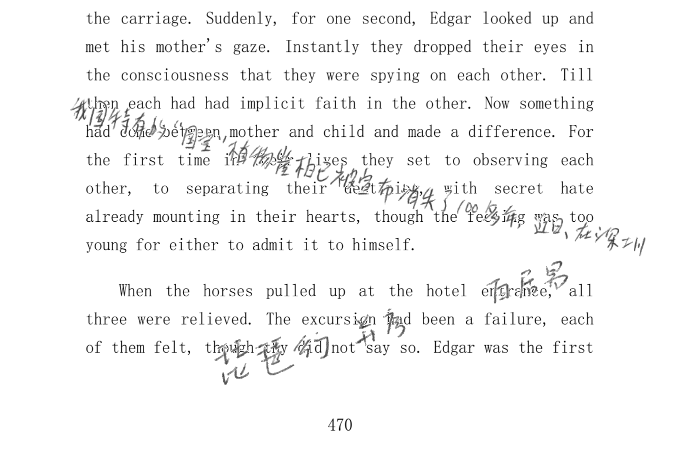 the carriage. Suddenly, for one second, Edgar looked up and
met his mother's gaze. Instantly they dropped their eyes in
the consciousness that they were spying on each other. Till
then each had had implicit faith in the other. Now something
had come between mother and child and made a difference. For
the first time in their lives they set to observing each
other, to separating their destinies, with secret hate
already mounting in their hearts, though the feeling was too
young for either to admit it to himself.
When the horses pulled up at the hotel entrance, all
three were relieved. The excursion had been a failure, each
of them felt, though they did not say so. Edgar was the first
470
我国特有的“国宝”植物崖柏已被宣布消失了100多年,近日、在深圳
居易
琵琶